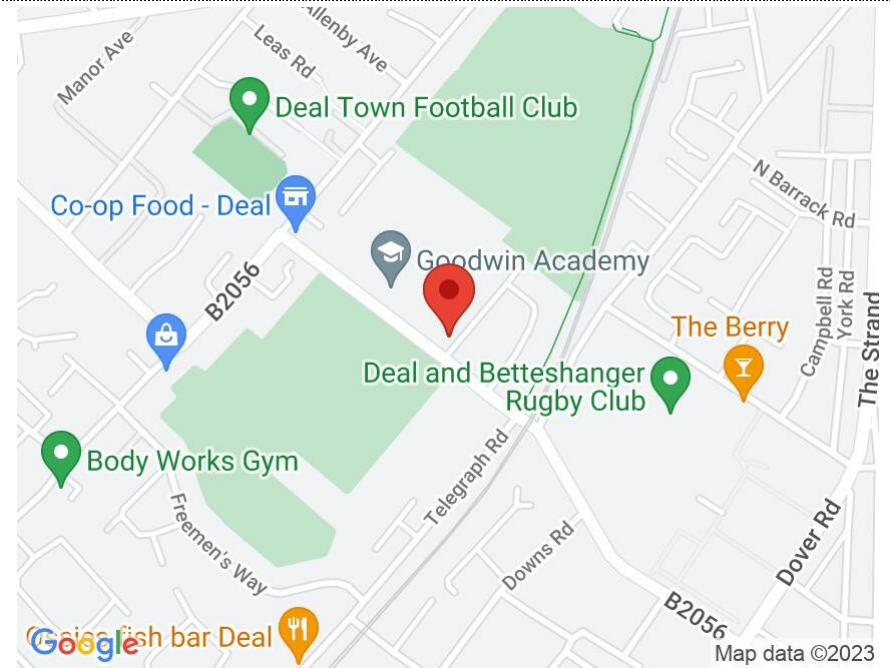 Manor Ave
Leas Rd
Allenby Ave
Deal Town Football Club
Co-op Food - Deal
B2056
Goodwin Academy
N Barrack Rd
Campbell Rd
York Rd
The Strand
The Berry
Deal and Betteshanger
Rugby Club
Body Works Gym
Telegraph Rd
Freemen's Way
Downs Rd
Dover Rd
B2056
fish bar Deal
Google
Map data ©2023